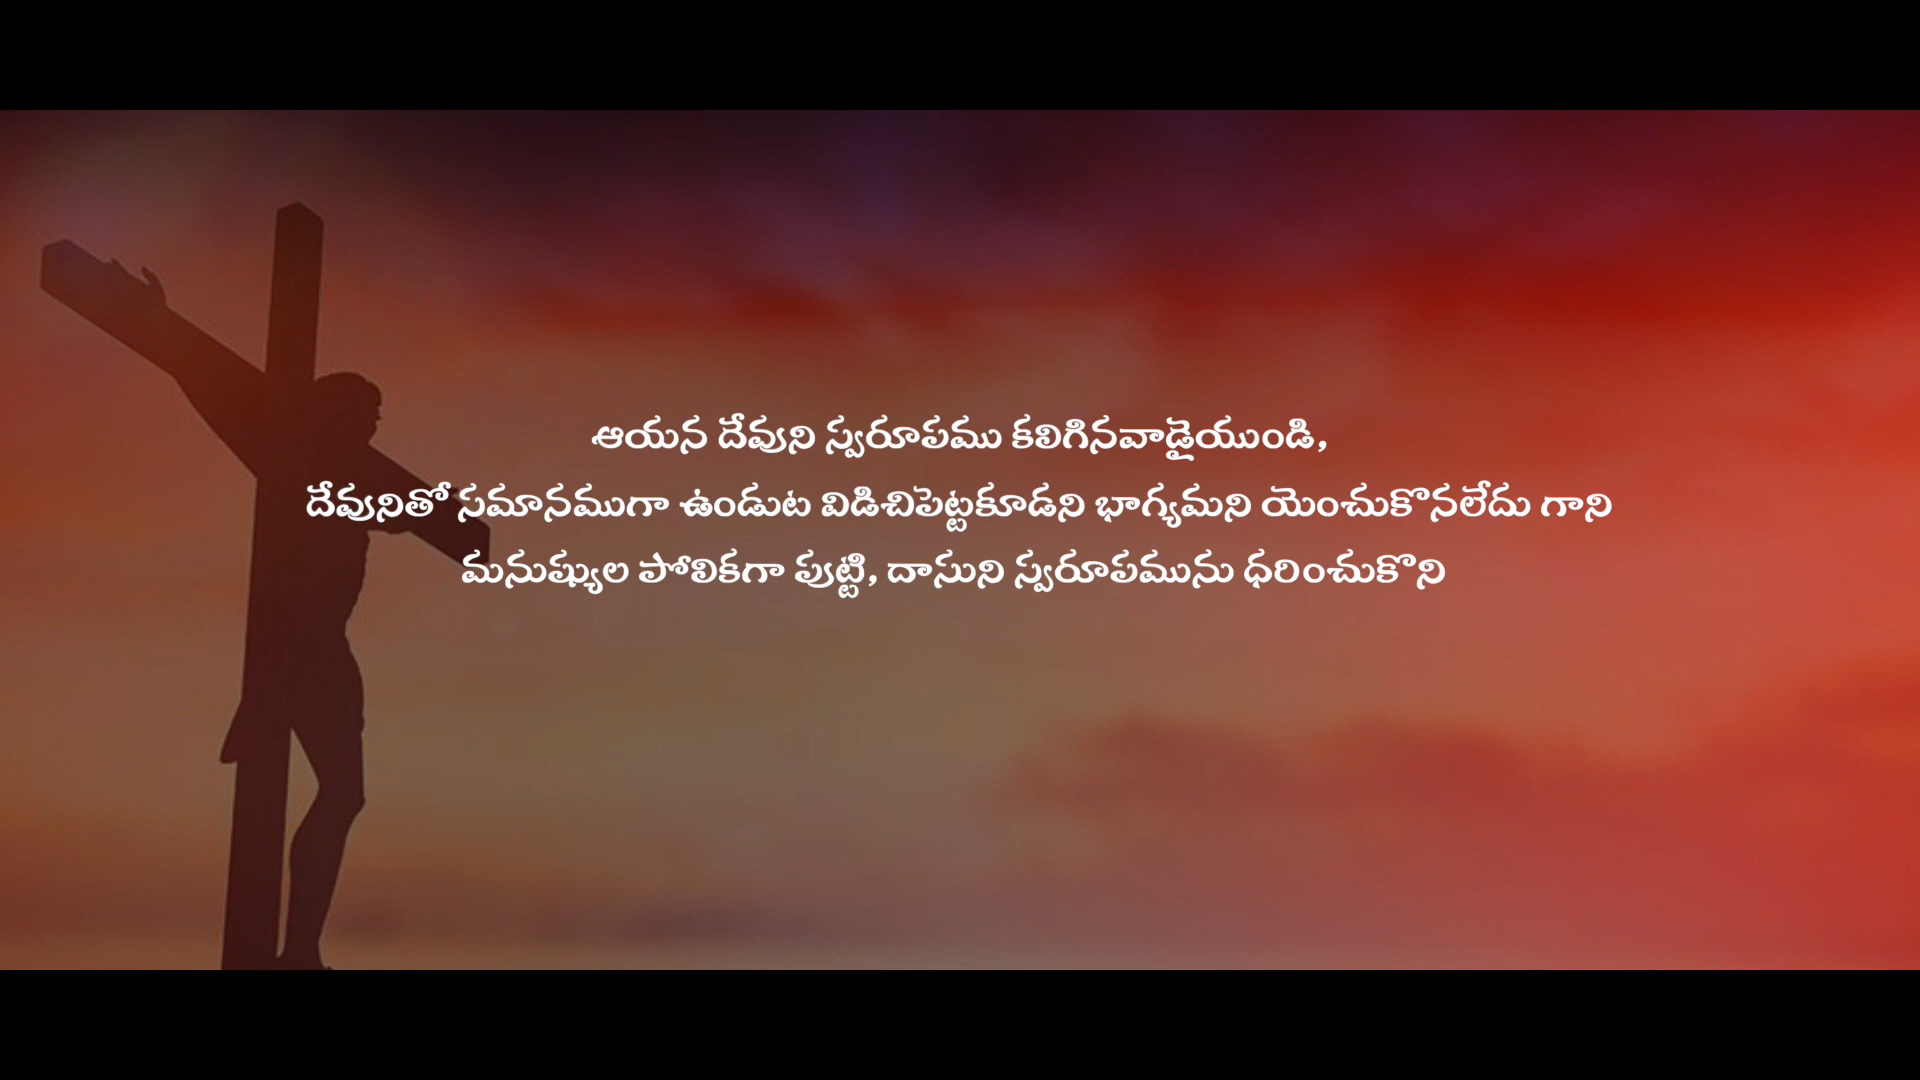 ఆయన దేవుని స్వరూపము కలిగినవాడైయుండి,
దేవునితో సమానముగా ఉండుట విడిచిపెట్టకూడని భాగ్యమని యెంచుకొనలేదు గాని
మనుష్యుల పోలికగా పుట్టి, దాసుని స్వరూపమును ధరించుకొని